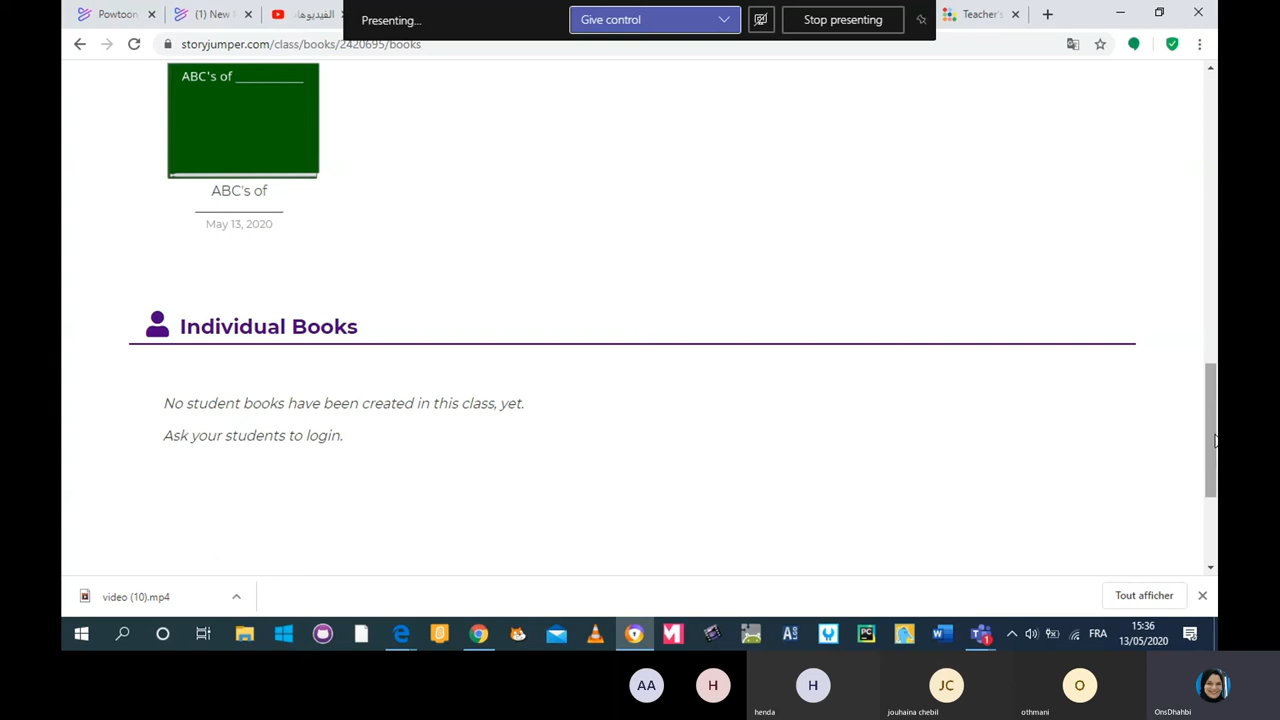 Powtoon
(1) New
الفيديوهات
Presenting...
Give control
Stop presenting
Teacher's
storyjumper.com/class/books/2420695/books
ABC's of ___________
ABC's of
May 13, 2020
Individual Books
No student books have been created in this class, yet.
Ask your students to login.
video (10).mp4
Tout afficher
FRA
15:36
13/05/2020
AA
H
H
JC
O
henda
jouhaina chebil
othmani
OnsDhahbi